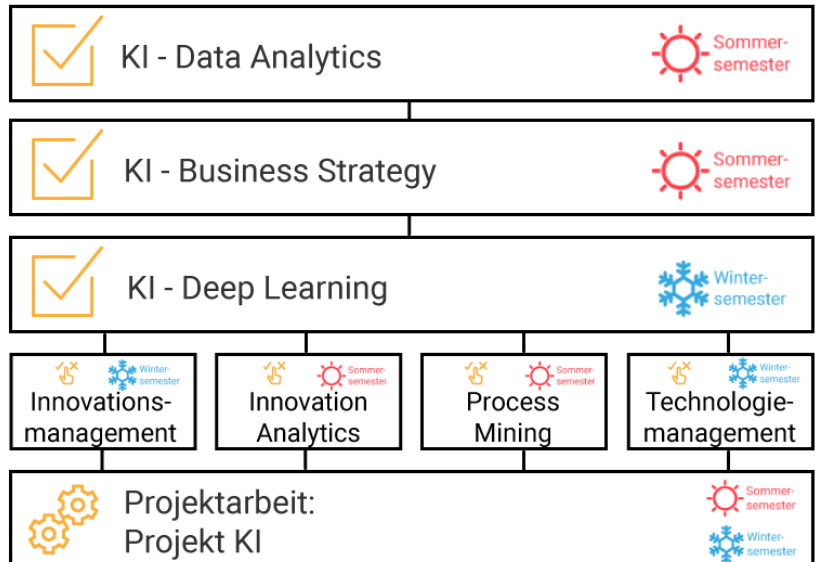 KI - Data Analytics
Sommer-
semester
KI - Business Strategy
Sommer-
semester
KI - Deep Learning
Winter-
semester
Winter-
semester
Innovations-
management
Sommer-
semester
Innovation
Analytics
Sommer-
semester
Process
Mining
Winter-
semester
Technologie-
management
Projektarbeit:
Projekt KI
Sommer-
semester
Winter-
semester